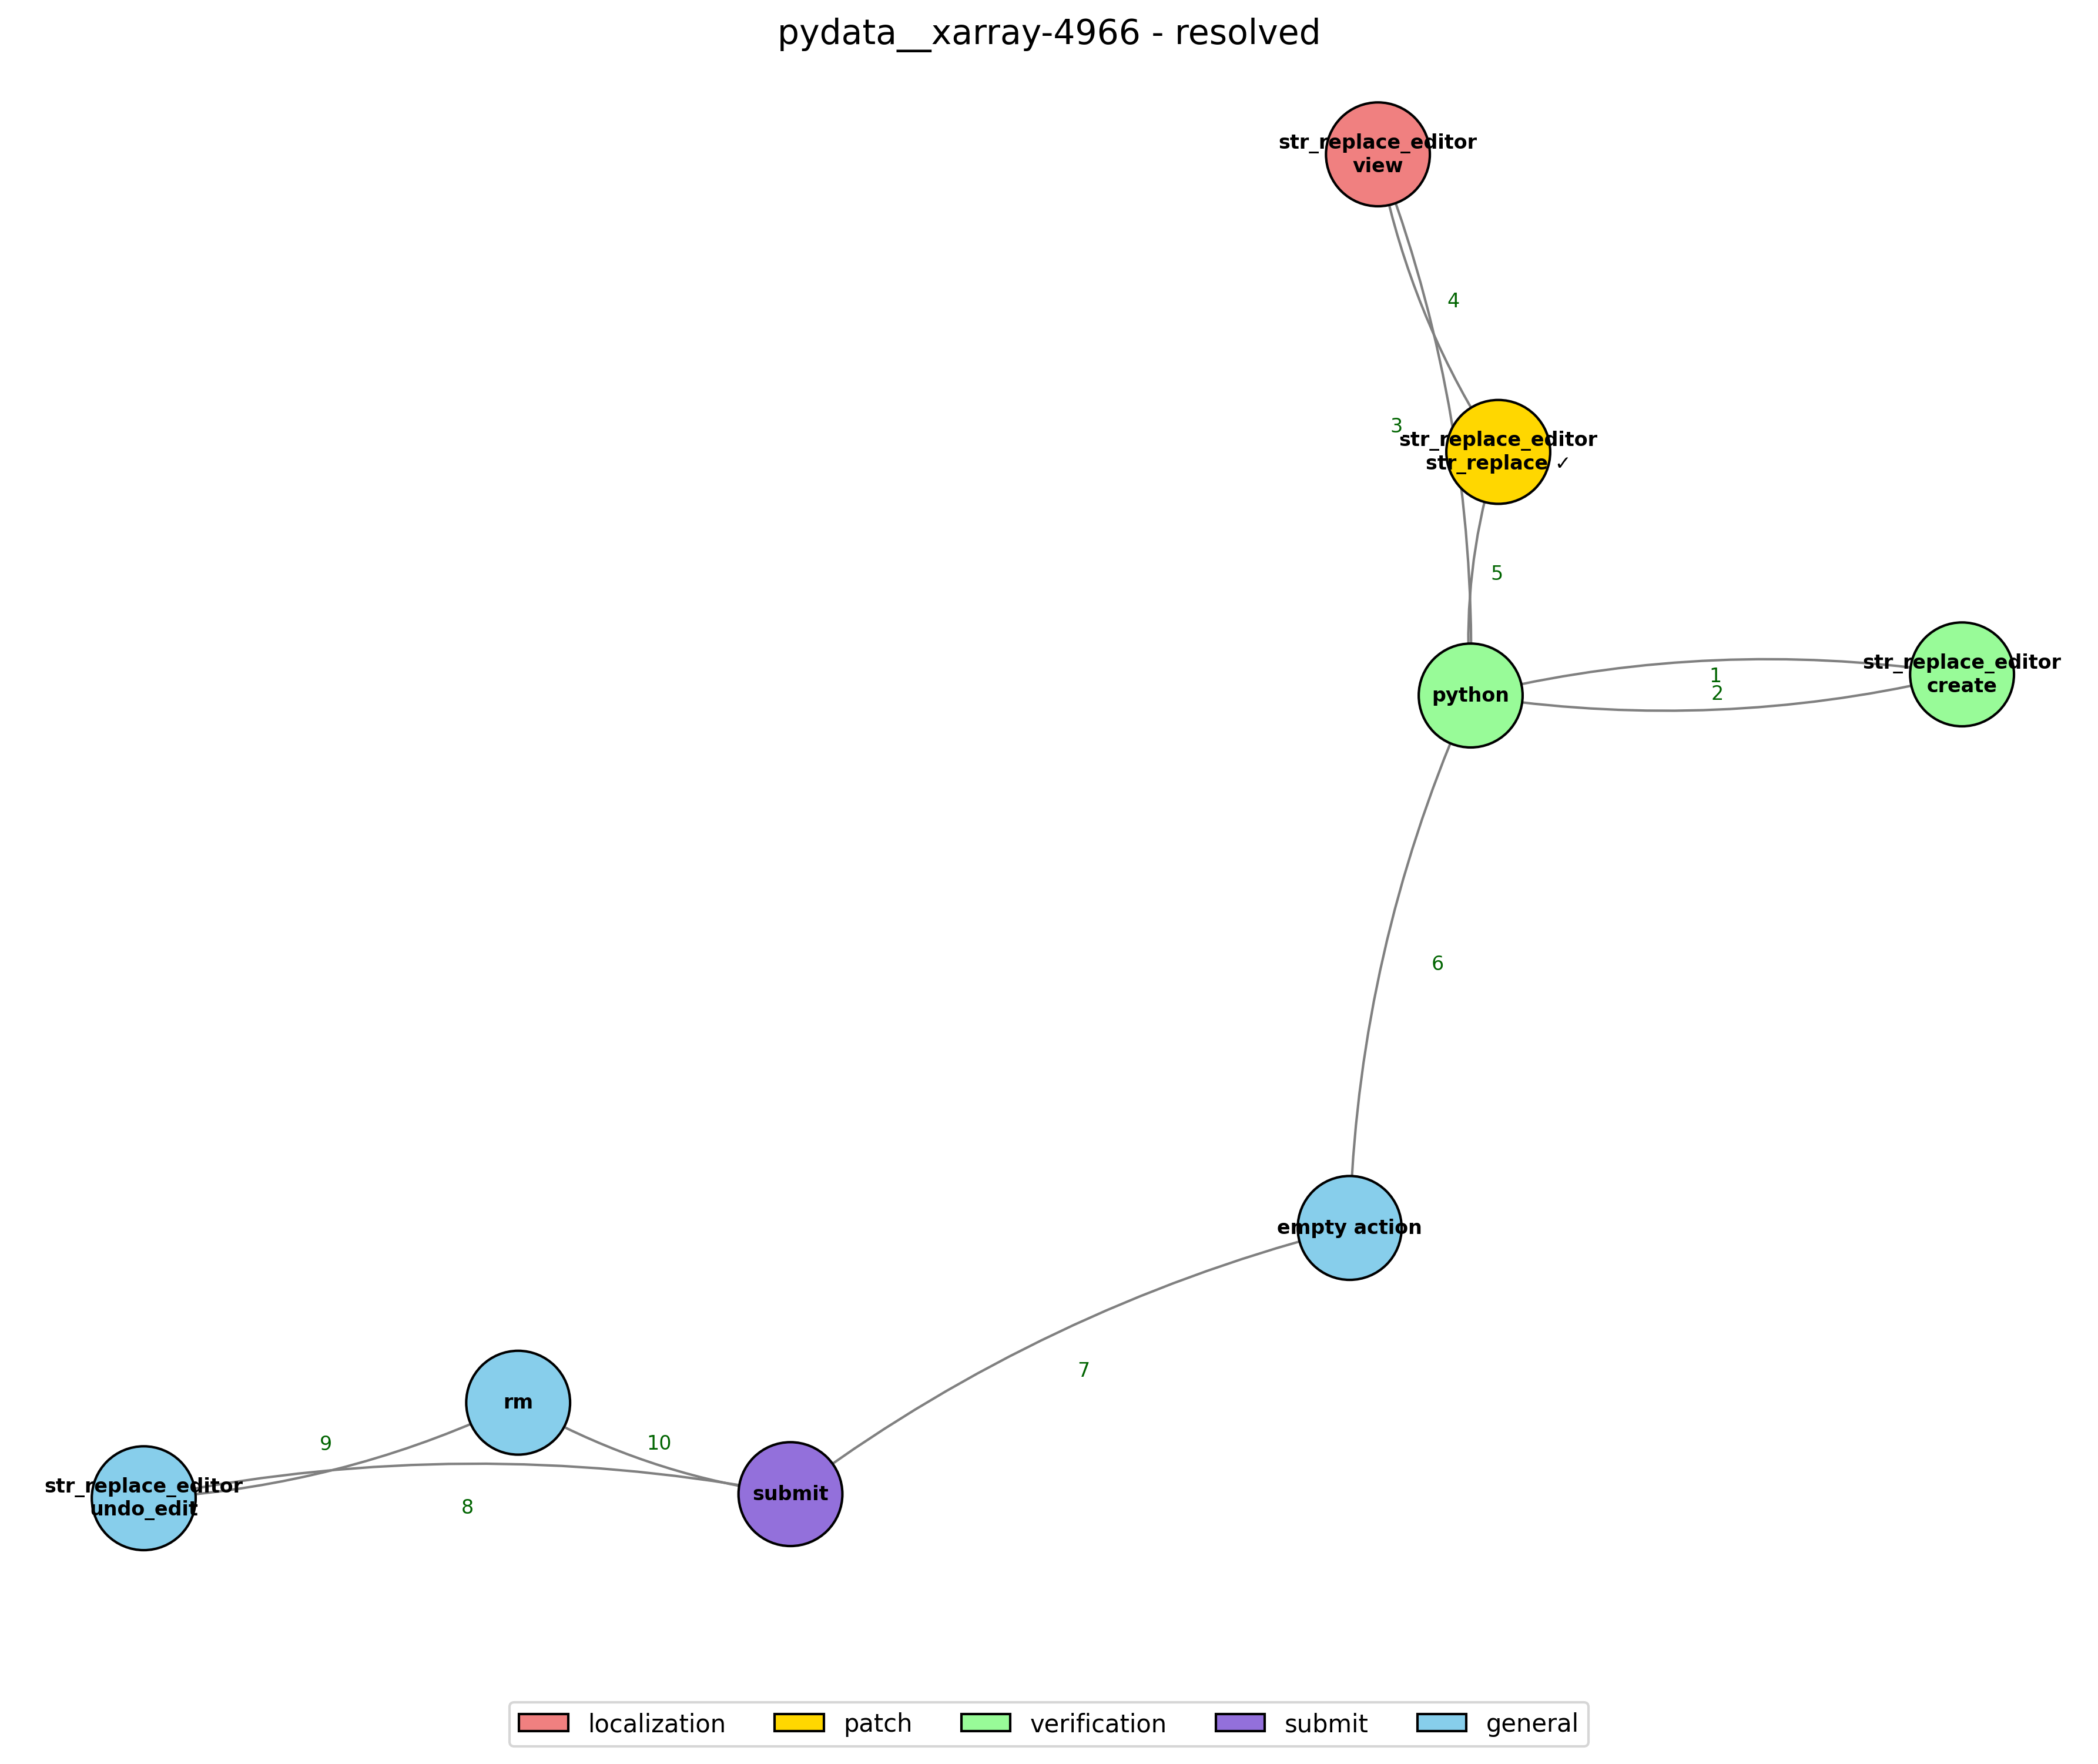 pydata__xarray-4966 - resolved
str_replace_editor
view
4
3
str_replace_editor
str_replace ✓
5
str_replace_editor
create
1
2
python
6
empty action
7
rm
9
10
str_replace_editor
undo_edit
8
submit
localization
patch
verification
submit
general